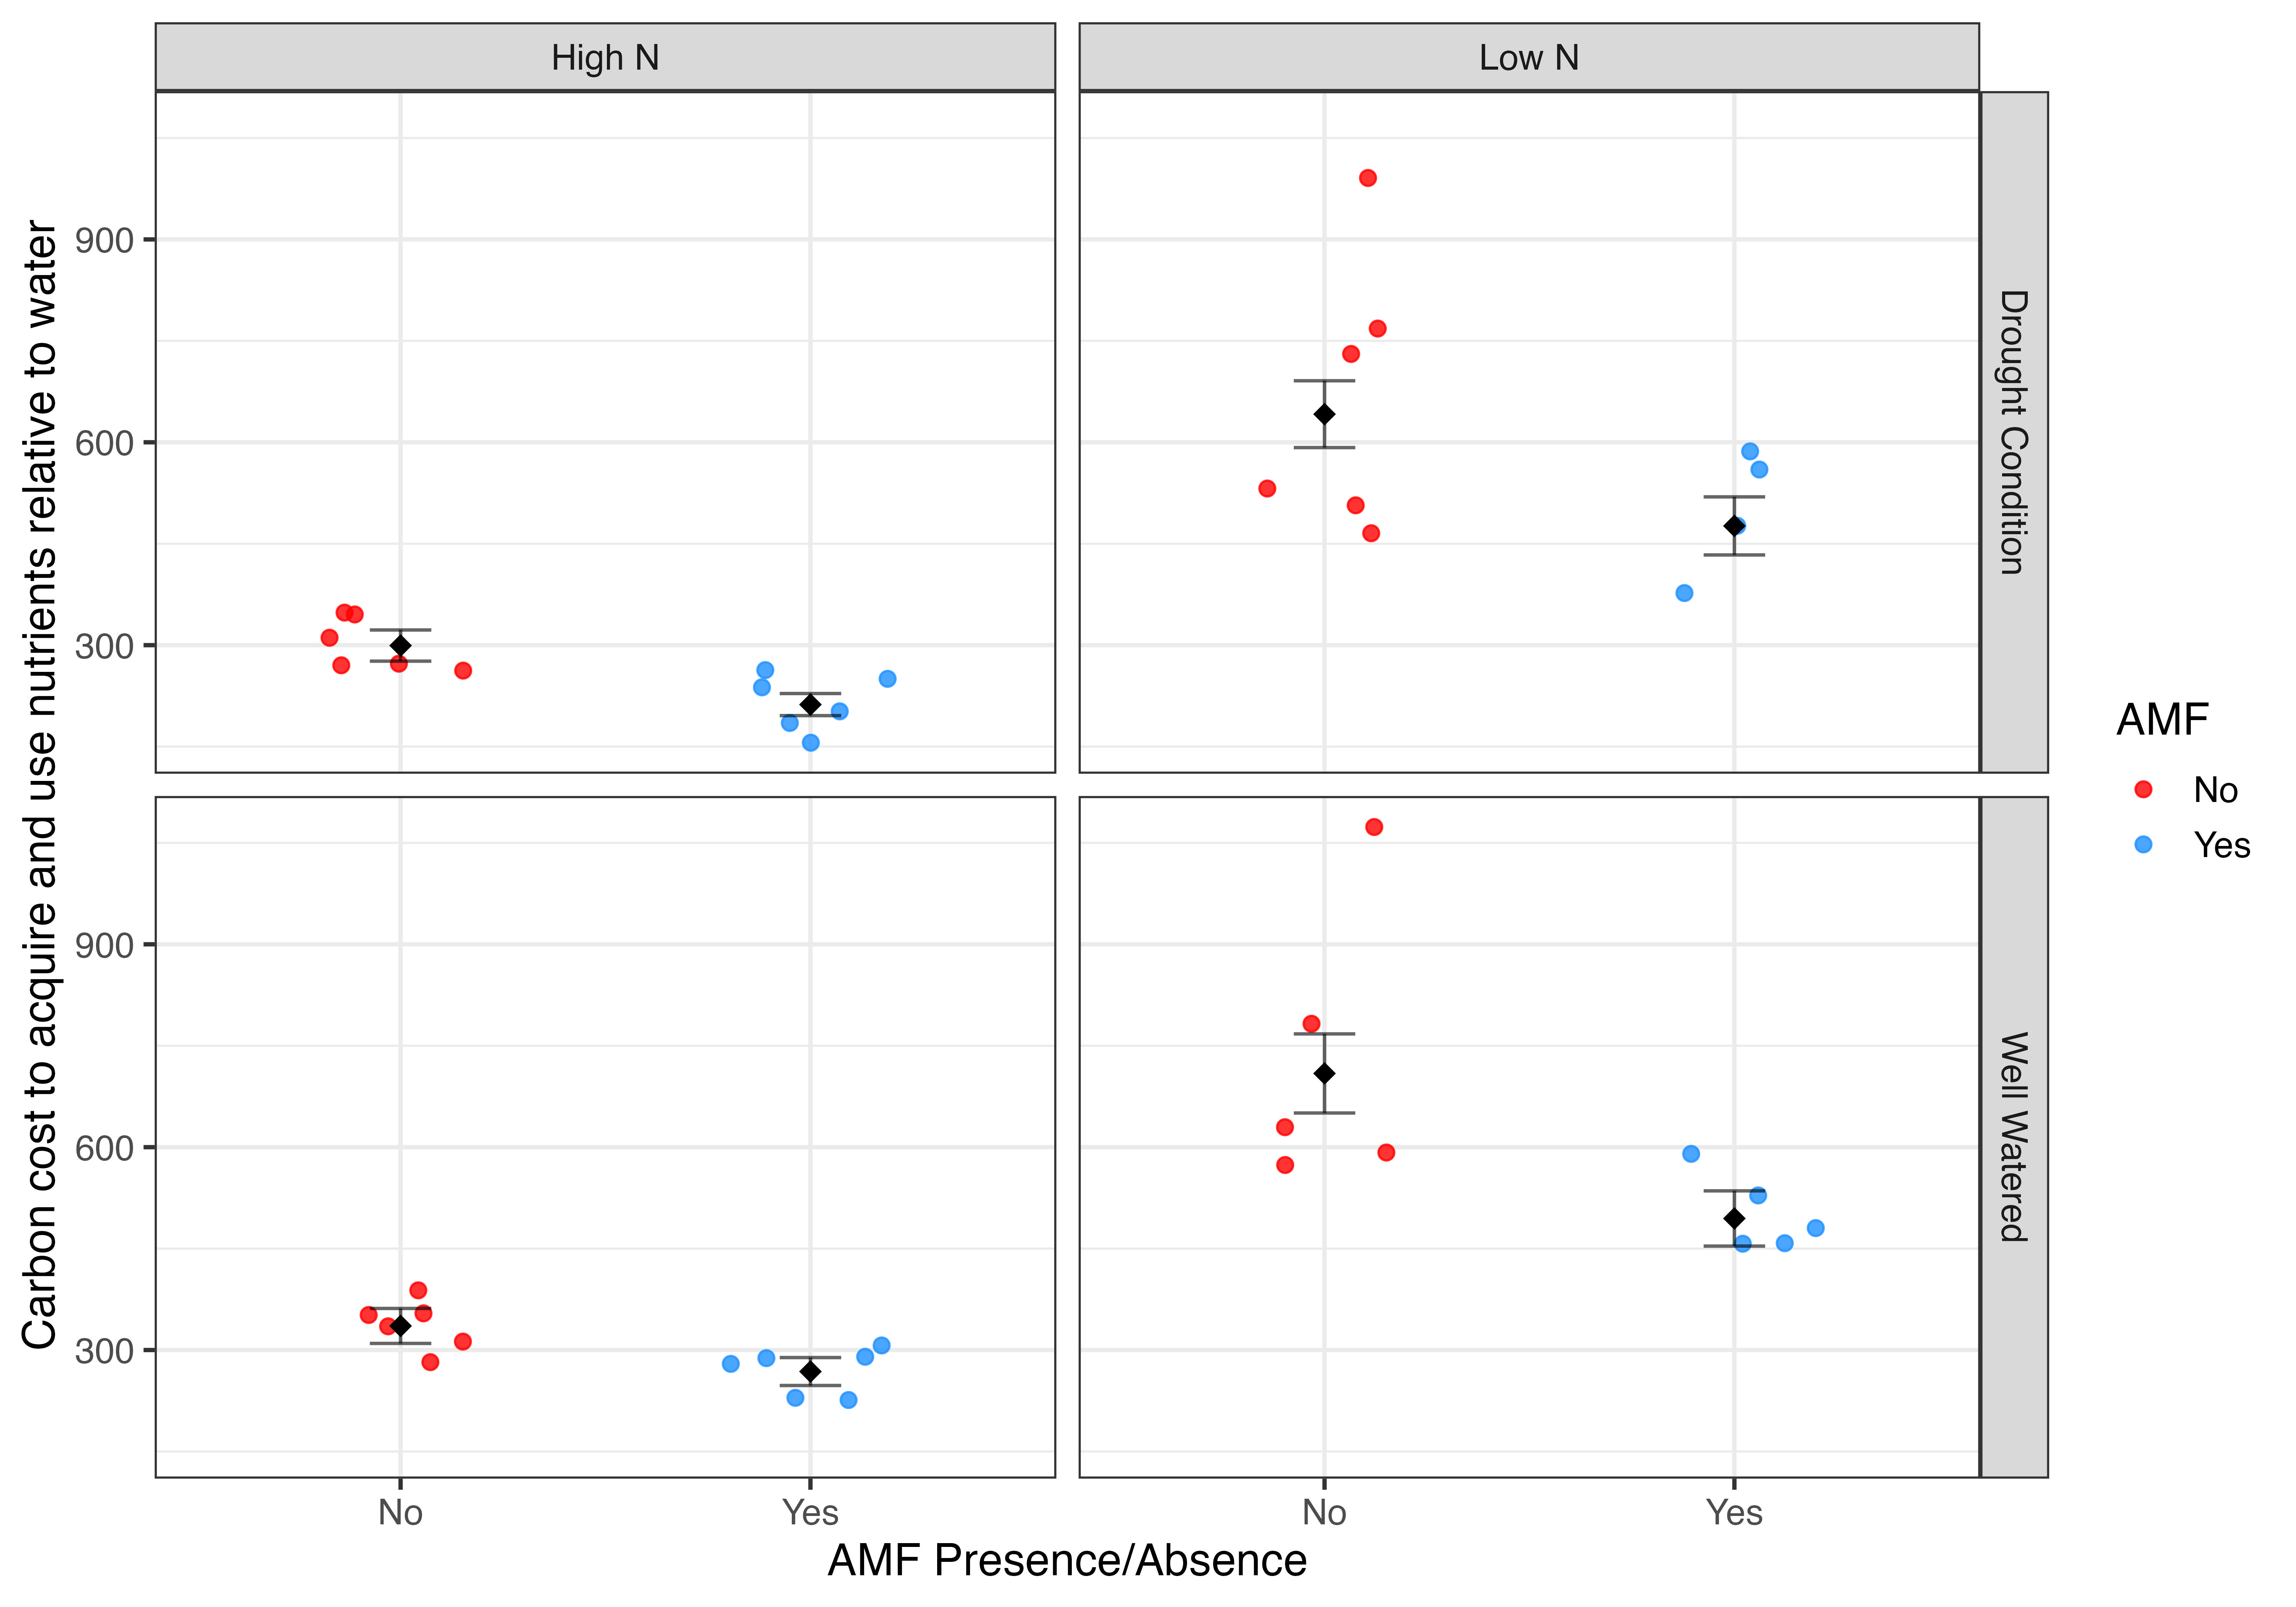 High N
Low N
Carbon cost to acquire and use nutrients relative to water
900
600
300
Drought Condition
900
600
300
Well Watered
No
Yes
No
Yes
AMF Presence/Absence
AMF
No
Yes